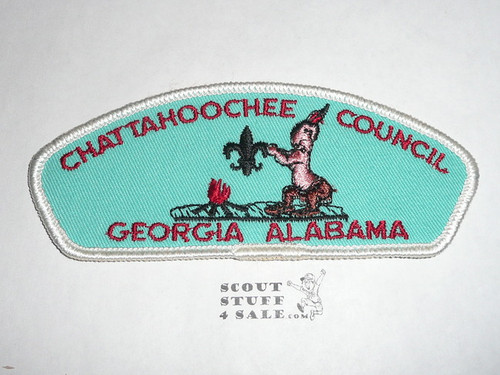 CHATTAHOOCHEE COUNCIL
GEORGIA ALABAMA
SCOUT
STUFF
4 SALE.COM